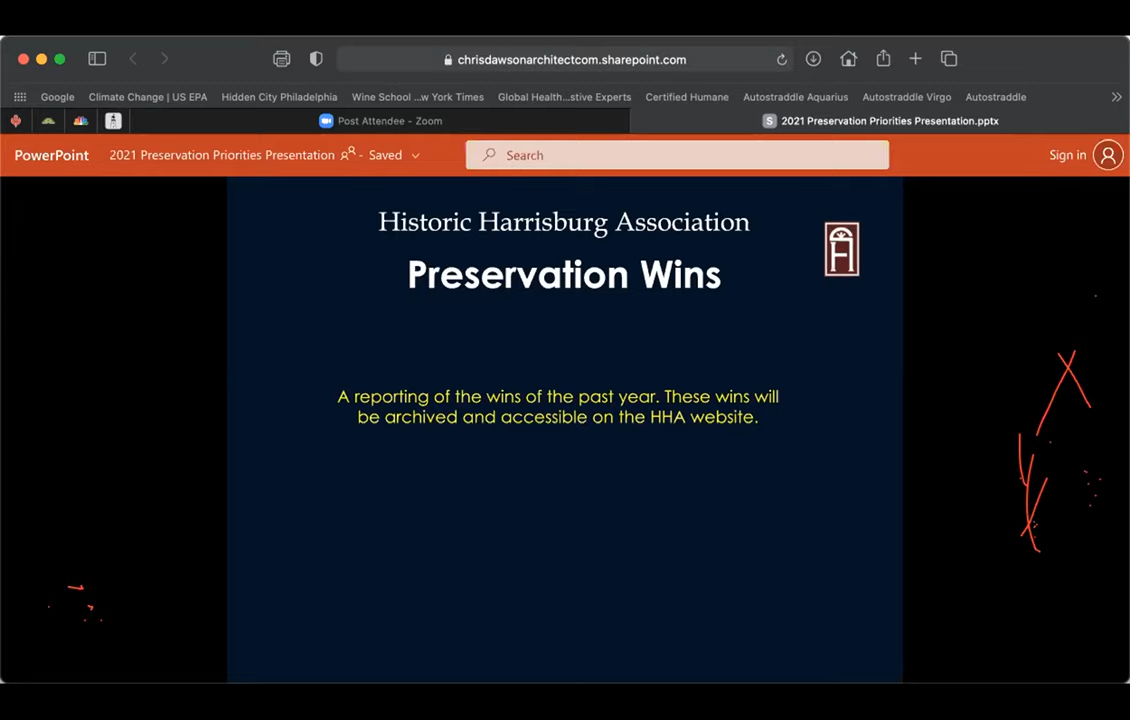 chrisdawsonarchitectcom.sharepoint.com
Google Climate Change | US EPA Hidden City Philadelphia Wine School ...w York Times Global Health...stive Experts Certified Humane Autostraddle Aquarius Autostraddle Virgo Autostraddle
Post Attendee - Zoom S 2021 Preservation Priorities Presentation.pptx
PowerPoint 2021 Preservation Priorities Presentation - Saved Search Sign in
Historic Harrisburg Association
Preservation Wins
A reporting of the wins of the past year. These wins will
be archived and accessible on the HHA website.